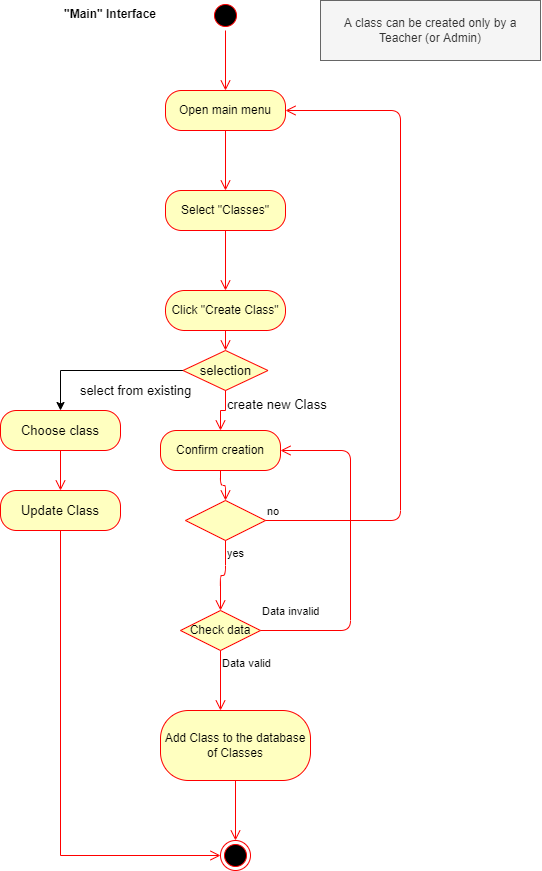 "Main" Interface
A class can be created only by a
Teacher (or Admin)
Open main menu
Select "Classes"
Click "Create Class"
selection
select from existing
create new Class
Choose class
Confirm creation
Update Class
no
yes
Data invalid
Check data
Data valid
Add Class to the database
of Classes